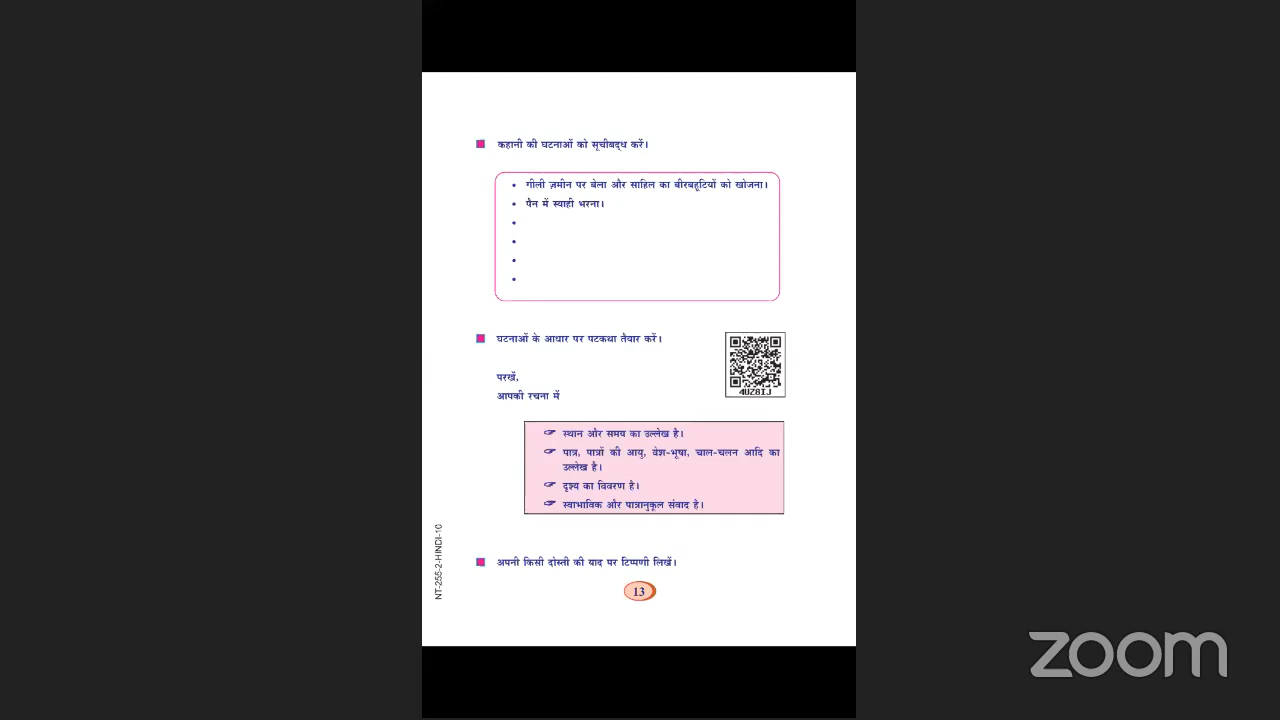 कहानी की घटनाओं को सूचीबद्ध करें।
• गीली ज़मीन पर बेला और साहिल का बीरबहूटियों को खोजना।
• पैन में स्याही भरना।
•
•
•
•
घटनाओं के आधार पर पटकथा तैयार करें।
परखें,
आपकी रचना में
4UZ8IJ
स्थान और समय का उल्लेख है।
पात्र, पात्रों की आयु, वेश-भूषा, चाल-चलन आदि का
उल्लेख है।
दृश्य का विवरण है।
स्वाभाविक और पात्रानुकूल संवाद है।
अपनी किसी दोस्ती की याद पर टिप्पणी लिखें।
13
NT-255-2-HINDI-10
zoom